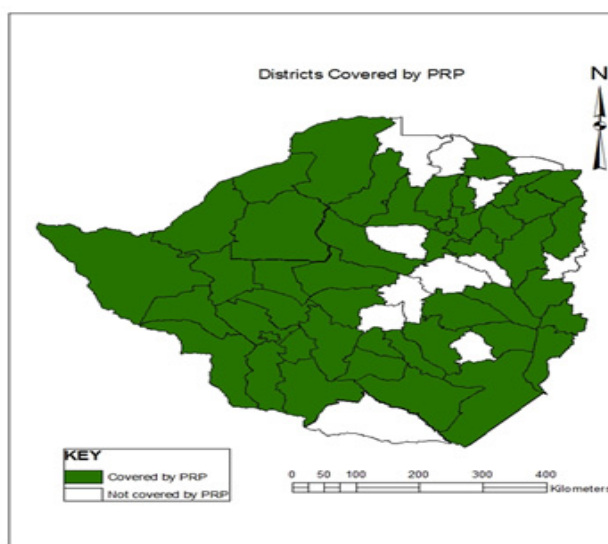 Districts Covered by PRP
N
KEY
Covered by PRP
Not covered by PRP
0 50 100 200 300 400
Kilometers